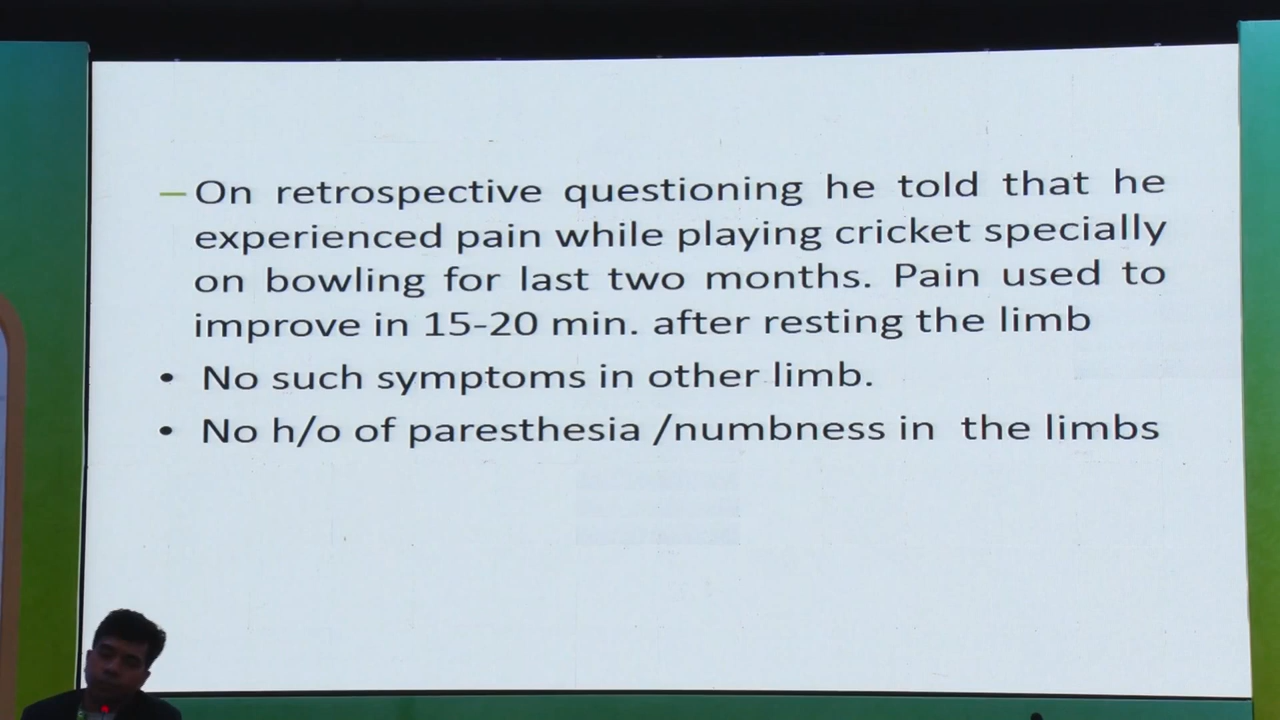 – On retrospective questioning he told that he
experienced pain while playing cricket specially
on bowling for last two months. Pain used to
improve in 15-20 min. after resting the limb
• No such symptoms in other limb.
• No h/o of paresthesia /numbness in the limbs